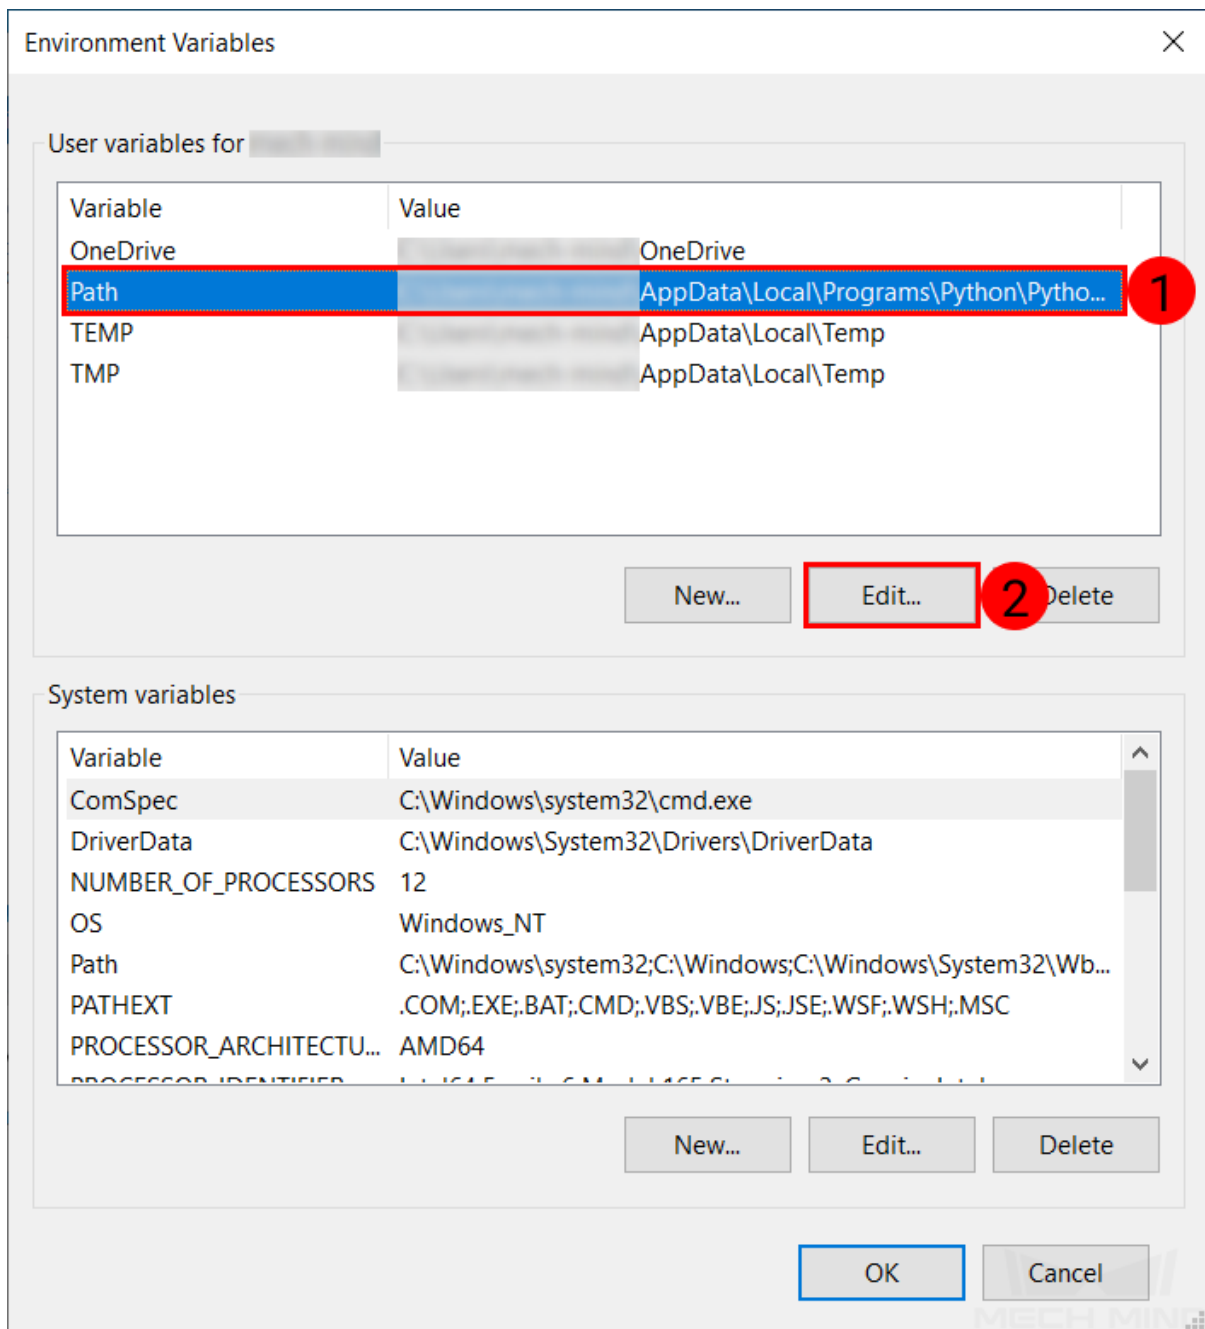 Environment Variables
User variables for
Variable Value
OneDrive OneDrive
Path AppData\Local\Programs\Python\Pytho... 1
TEMP AppData\Local\Temp
TMP AppData\Local\Temp
New... Edit... 2 Delete
System variables
Variable Value
ComSpec C:\Windows\system32\cmd.exe
DriverData C:\Windows\System32\Drivers\DriverData
NUMBER_OF_PROCESSORS 12
OS Windows_NT
Path C:\Windows\system32;C:\Windows;C:\Windows\System32\Wb...
PATHEXT .COM;.EXE;.BAT;.CMD;.VBS;.VBE;.JS;.JSE;.WSF;.WSH;.MSC
PROCESSOR_ARCHITECTU... AMD64
New... Edit... Delete
OK Cancel
MECH MIND